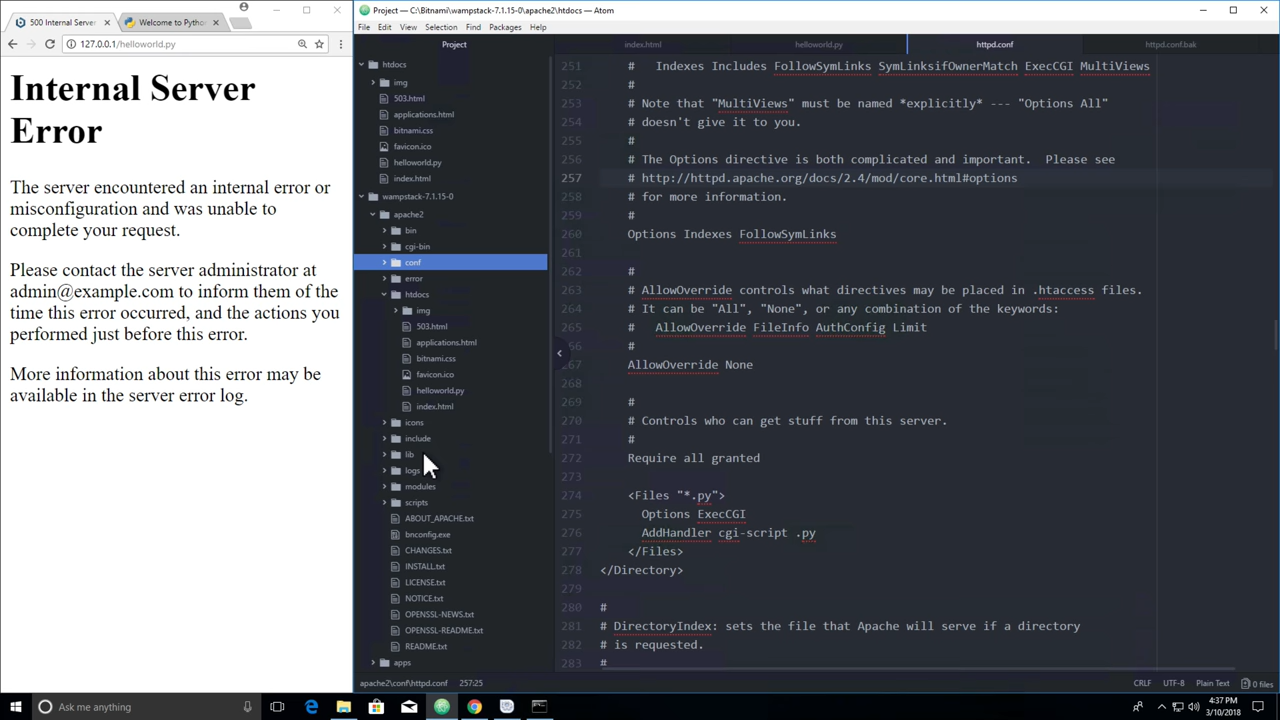 500 Internal Server
Welcome to Pytho
127.0.0.1/helloworld.py
Internal Server
Error
The server encountered an internal error or
misconfiguration and was unable to
complete your request.
Please contact the server administrator at
admin@example.com to inform them of the
time this error occurred, and the actions you
performed just before this error.
More information about this error may be
available in the server error log.
Project — C:\Bitnami\wampstack-7.1.15-0\apache2\htdocs — Atom
File Edit View Selection Find Packages Help
Project
htdocs
img
503.html
applications.html
bitnami.css
favicon.ico
helloworld.py
index.html
wampstack-7.1.15-0
apache2
bin
cgi-bin
conf
error
htdocs
img
503.html
applications.html
bitnami.css
favicon.ico
helloworld.py
index.html
icons
include
lib
logs
modules
scripts
ABOUT_APACHE.txt
bnconfig.exe
CHANGES.txt
INSTALL.txt
LICENSE.txt
NOTICE.txt
OPENSSL-NEWS.txt
OPENSSL-README.txt
README.txt
apps
index.html helloworld.py httpd.conf httpd.conf.bak
251 # Indexes Includes FollowSymLinks SymLinksifOwnerMatch ExecCGI MultiViews
252 #
253 # Note that "MultiViews" must be named *explicitly* --- "Options All"
254 # doesn't give it to you.
255 #
256 # The Options directive is both complicated and important. Please see
257 # http://httpd.apache.org/docs/2.4/mod/core.html#options
258 # for more information.
259 #
260 Options Indexes FollowSymLinks
261
262 #
263 # AllowOverride controls what directives may be placed in .htaccess files.
264 # It can be "All", "None", or any combination of the keywords:
265 # AllowOverride FileInfo AuthConfig Limit
266 #
267 AllowOverride None
268
269 #
270 # Controls who can get stuff from this server.
271 #
272 Require all granted
273
274 <Files "*.py">
275 Options ExecCGI
276 AddHandler cgi-script .py
277 </Files>
278 </Directory>
279
280 #
281 # DirectoryIndex: sets the file that Apache will serve if a directory
282 # is requested.
283 #
apache2\conf\httpd.conf 257:25 CRLF UTF-8 Plain Text 0 files
Ask me anything
4:37 PM
3/10/2018